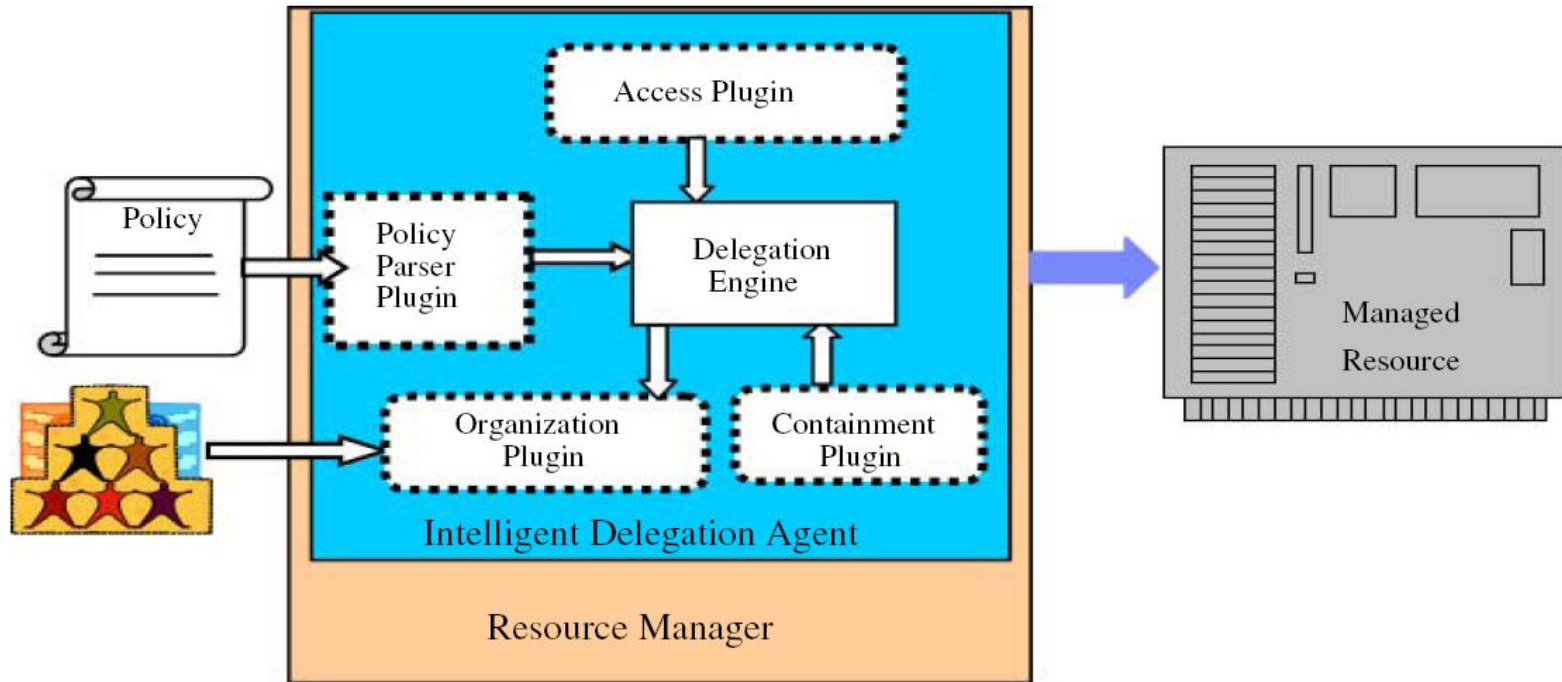 Access Plugin
Policy
Policy
Parser
Plugin
Delegation
Engine
Managed
Resource
Organization
Plugin
Containment
Plugin
Intelligent Delegation Agent
Resource Manager